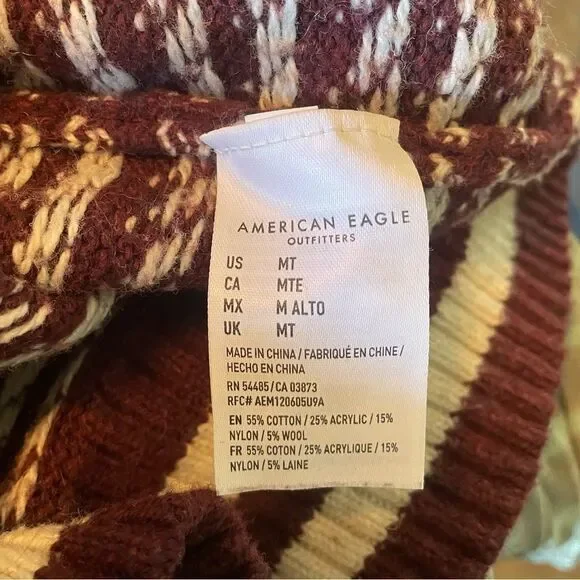 AMERICAN EAGLE
OUTFITTERS
US MT
CA MTE
MX M ALTO
UK MT
MADE IN CHINA / FABRIQUÉ EN CHINE /
HECHO EN CHINA
RN 54485 / CA 03873
RFC# AEM120605U9A
EN 55% COTTON / 25% ACRYLIC / 15%
NYLON / 5% WOOL
FR 55% COTON / 25% ACRYLIQUE / 15%
NYLON / 5% LAINE